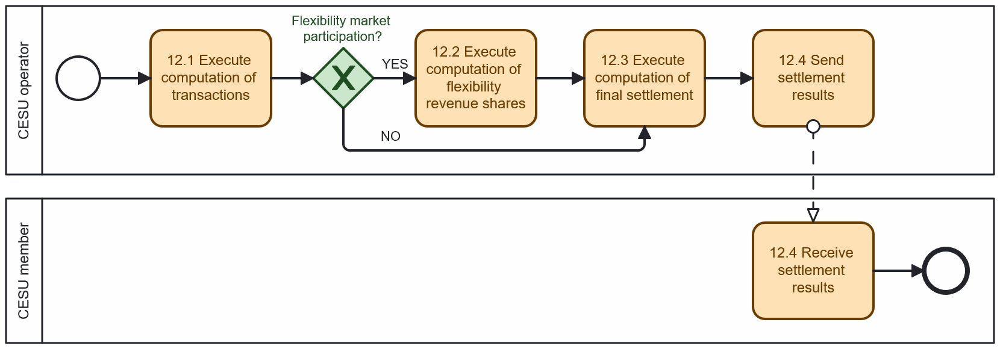 CESU operator
12.1 Execute
computation of
transactions
Flexibility market
participation?
X
YES
NO
12.2 Execute
computation of
flexibility
revenue shares
12.3 Execute
computation of
final settlement
12.4 Send
settlement
results
CESU member
12.4 Receive
settlement
results